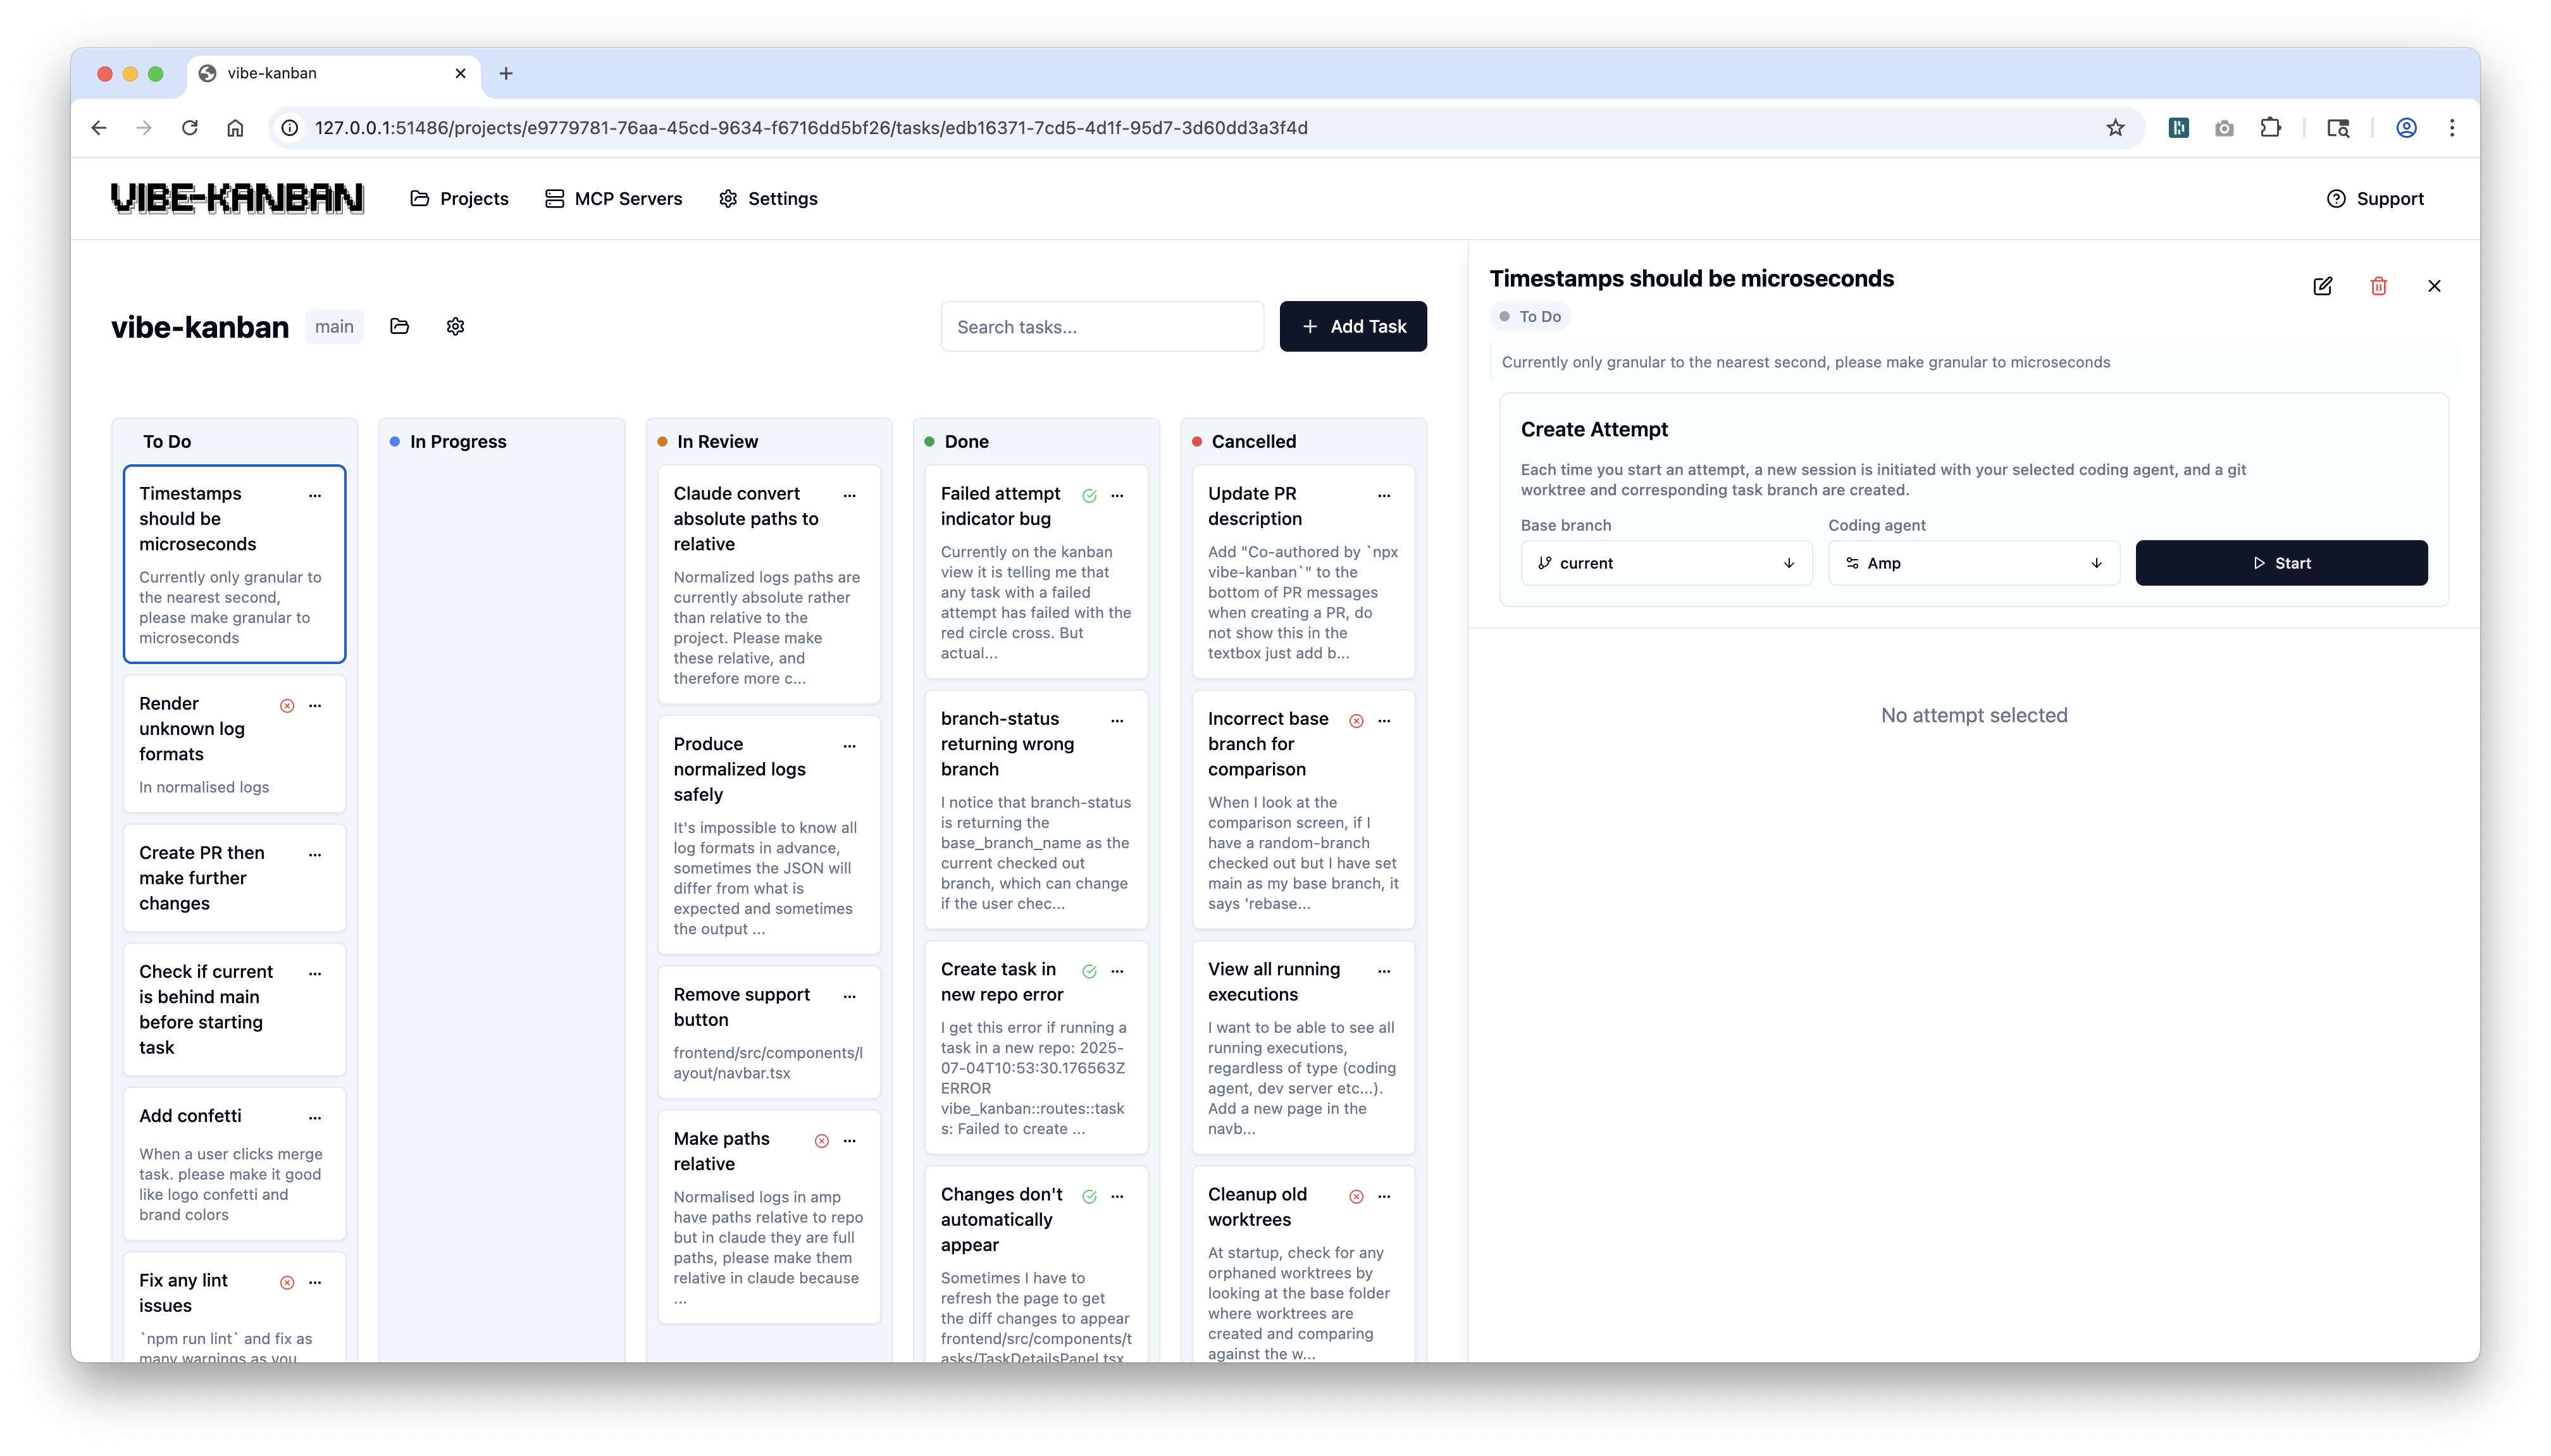 vibe-kanban
127.0.0.1:51486/projects/e9779781-76aa-45cd-9634-f6716dd5bf26/tasks/edb16371-7cd5-4d1f-95d7-3d60dd3a3f4d
VIBE-KANBAN
Projects
MCP Servers
Settings
Support
vibe-kanban
main
Search tasks...
Add Task
To Do
Timestamps
should be
microseconds
Currently only granular to
the nearest second,
please make granular to
microseconds
Render
unknown log
formats
In normalised logs
Create PR then
make further
changes
Check if current
is behind main
before starting
task
Add confetti
When a user clicks merge
task. please make it good
like logo confetti and
brand colors
Fix any lint
issues
`npm run lint` and fix as
many warnings as you
In Progress
In Review
Claude convert
absolute paths to
relative
Normalized logs paths are
currently absolute rather
than relative to the
project. Please make
these relative, and
therefore more c...
Produce
normalized logs
safely
It's impossible to know all
log formats in advance,
sometimes the JSON will
differ from what is
expected and sometimes
the output ...
Remove support
button
frontend/src/components/l
ayout/navbar.tsx
Make paths
relative
Normalised logs in amp
have paths relative to repo
but in claude they are full
paths, please make them
relative in claude because
...
Done
Failed attempt
indicator bug
Currently on the kanban
view it is telling me that
any task with a failed
attempt has failed with the
red circle cross. But
actual...
branch-status
returning wrong
branch
I notice that branch-status
is returning the
base_branch_name as the
current checked out
branch, which can change
if the user chec...
Create task in
new repo error
I get this error if running a
task in a new repo: 2025-
07-04T10:53:30.176563Z
ERROR
vibe_kanban::routes::task
s: Failed to create ...
Changes don't
automatically
appear
Sometimes I have to
refresh the page to get
the diff changes to appear
frontend/src/components/t
asks/TaskDetailsPanel.tsx
Cancelled
Update PR
description
Add "Co-authored by `npx
vibe-kanban`" to the
bottom of PR messages
when creating a PR, do
not show this in the
textbox just add b...
Incorrect base
branch for
comparison
When I look at the
comparison screen, if I
have a random-branch
checked out but I have set
main as my base branch, it
says 'rebase...
View all running
executions
I want to be able to see all
running executions,
regardless of type (coding
agent, dev server etc...).
Add a new page in the
navb...
Cleanup old
worktrees
At startup, check for any
orphaned worktrees by
looking at the base folder
where worktrees are
created and comparing
against the w...
Timestamps should be microseconds
To Do
Currently only granular to the nearest second, please make granular to microseconds
Create Attempt
Each time you start an attempt, a new session is initiated with your selected coding agent, and a git
worktree and corresponding task branch are created.
Base branch
Coding agent
current
Amp
Start
No attempt selected